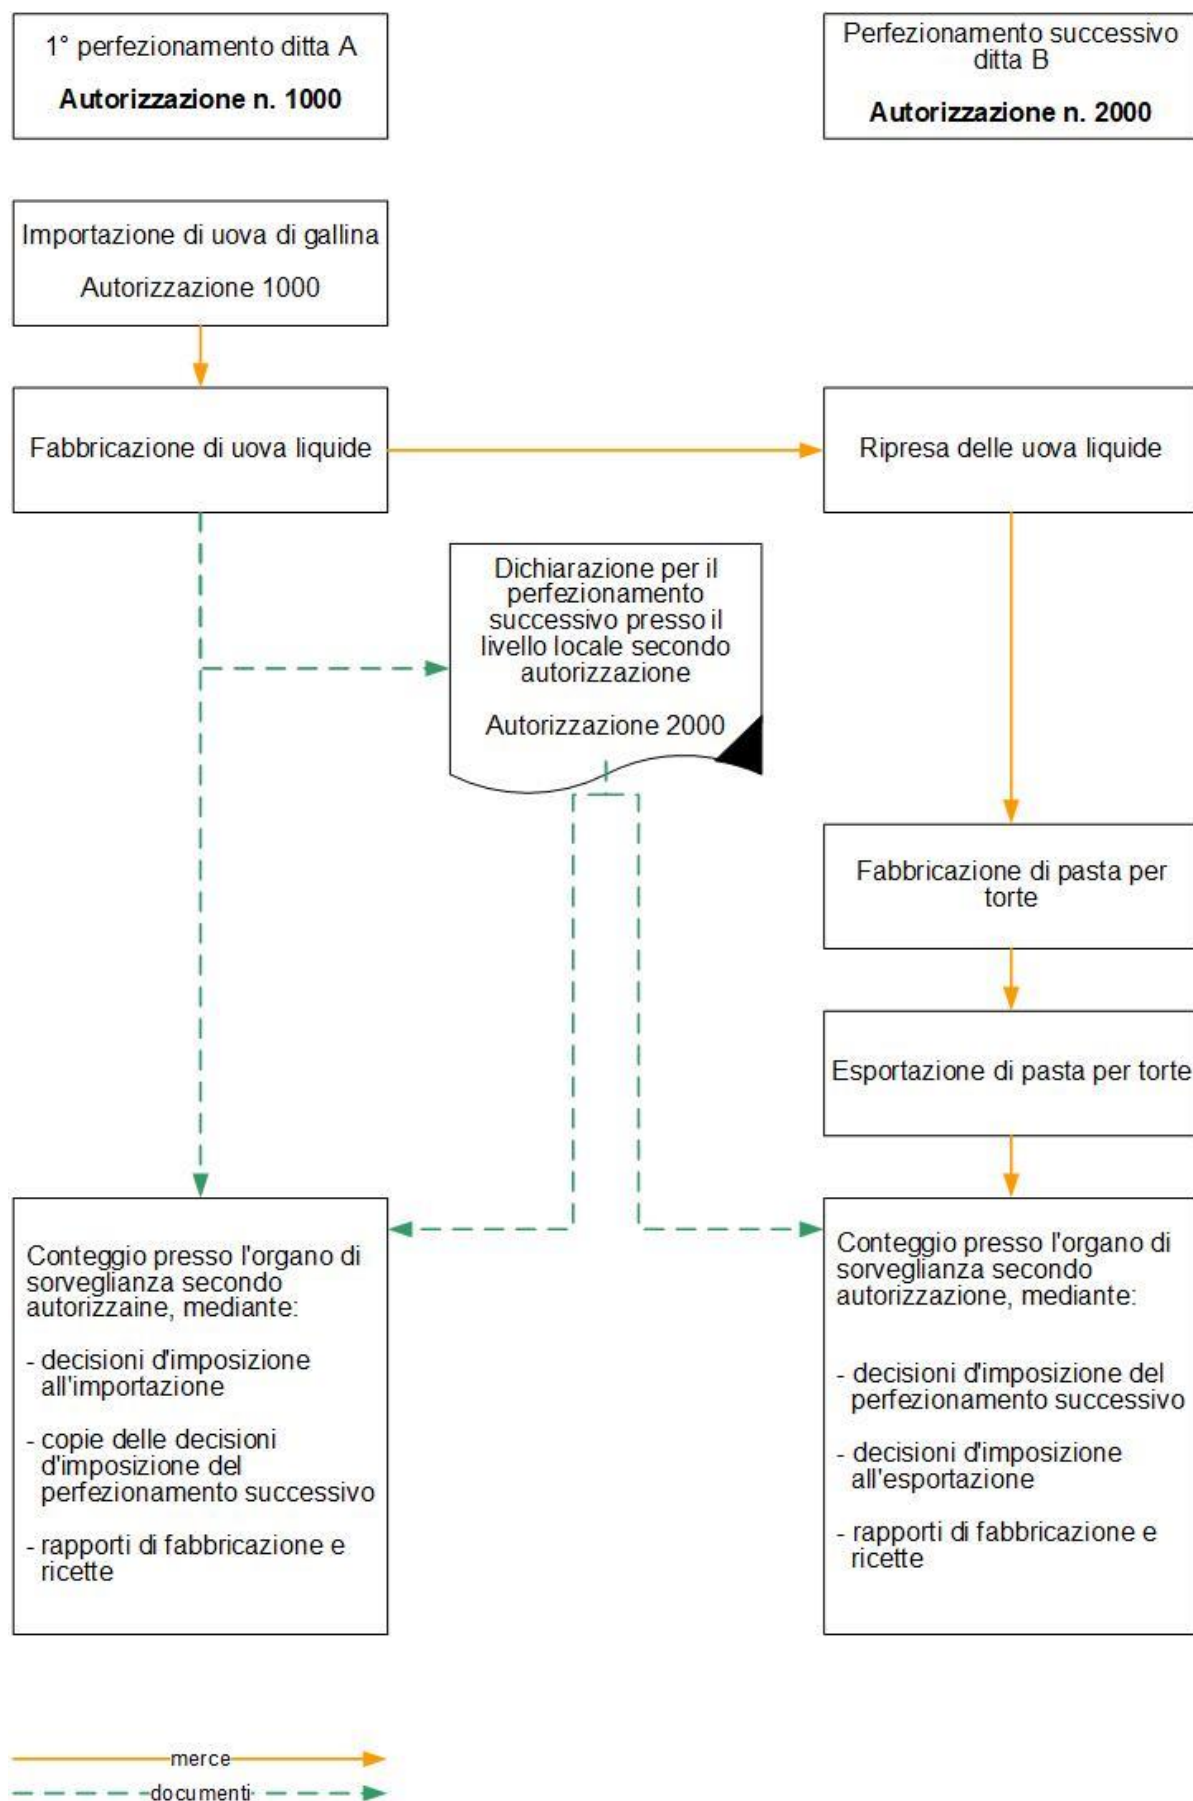 1° perfezionamento ditta A
Autorizzazione n. 1000
Perfezionamento successivo
ditta B
Autorizzazione n. 2000
Importazione di uova di gallina
Autorizzazione 1000
Fabbricazione di uova liquide
Ripresa delle uova liquide
Dichiarazione per il
perfezionamento
successivo presso il
livello locale secondo
autorizzazione
Autorizzazione 2000
Fabbricazione di pasta per
torte
Esportazione di pasta per torte
Conteggio presso l'organo di
sorveglianza secondo
autorizzaine, mediante:
- decisioni d'imposizione
all'importazione
- copie delle decisioni
d'imposizione del
perfezionamento successivo
- rapporti di fabbricazione e
ricette
Conteggio presso l'organo di
sorveglianza secondo
autorizzazione, mediante:
- decisioni d'imposizione del
perfezionamento successivo
- decisioni d'imposizione
all'esportazione
- rapporti di fabbricazione e
ricette
merce
documenti